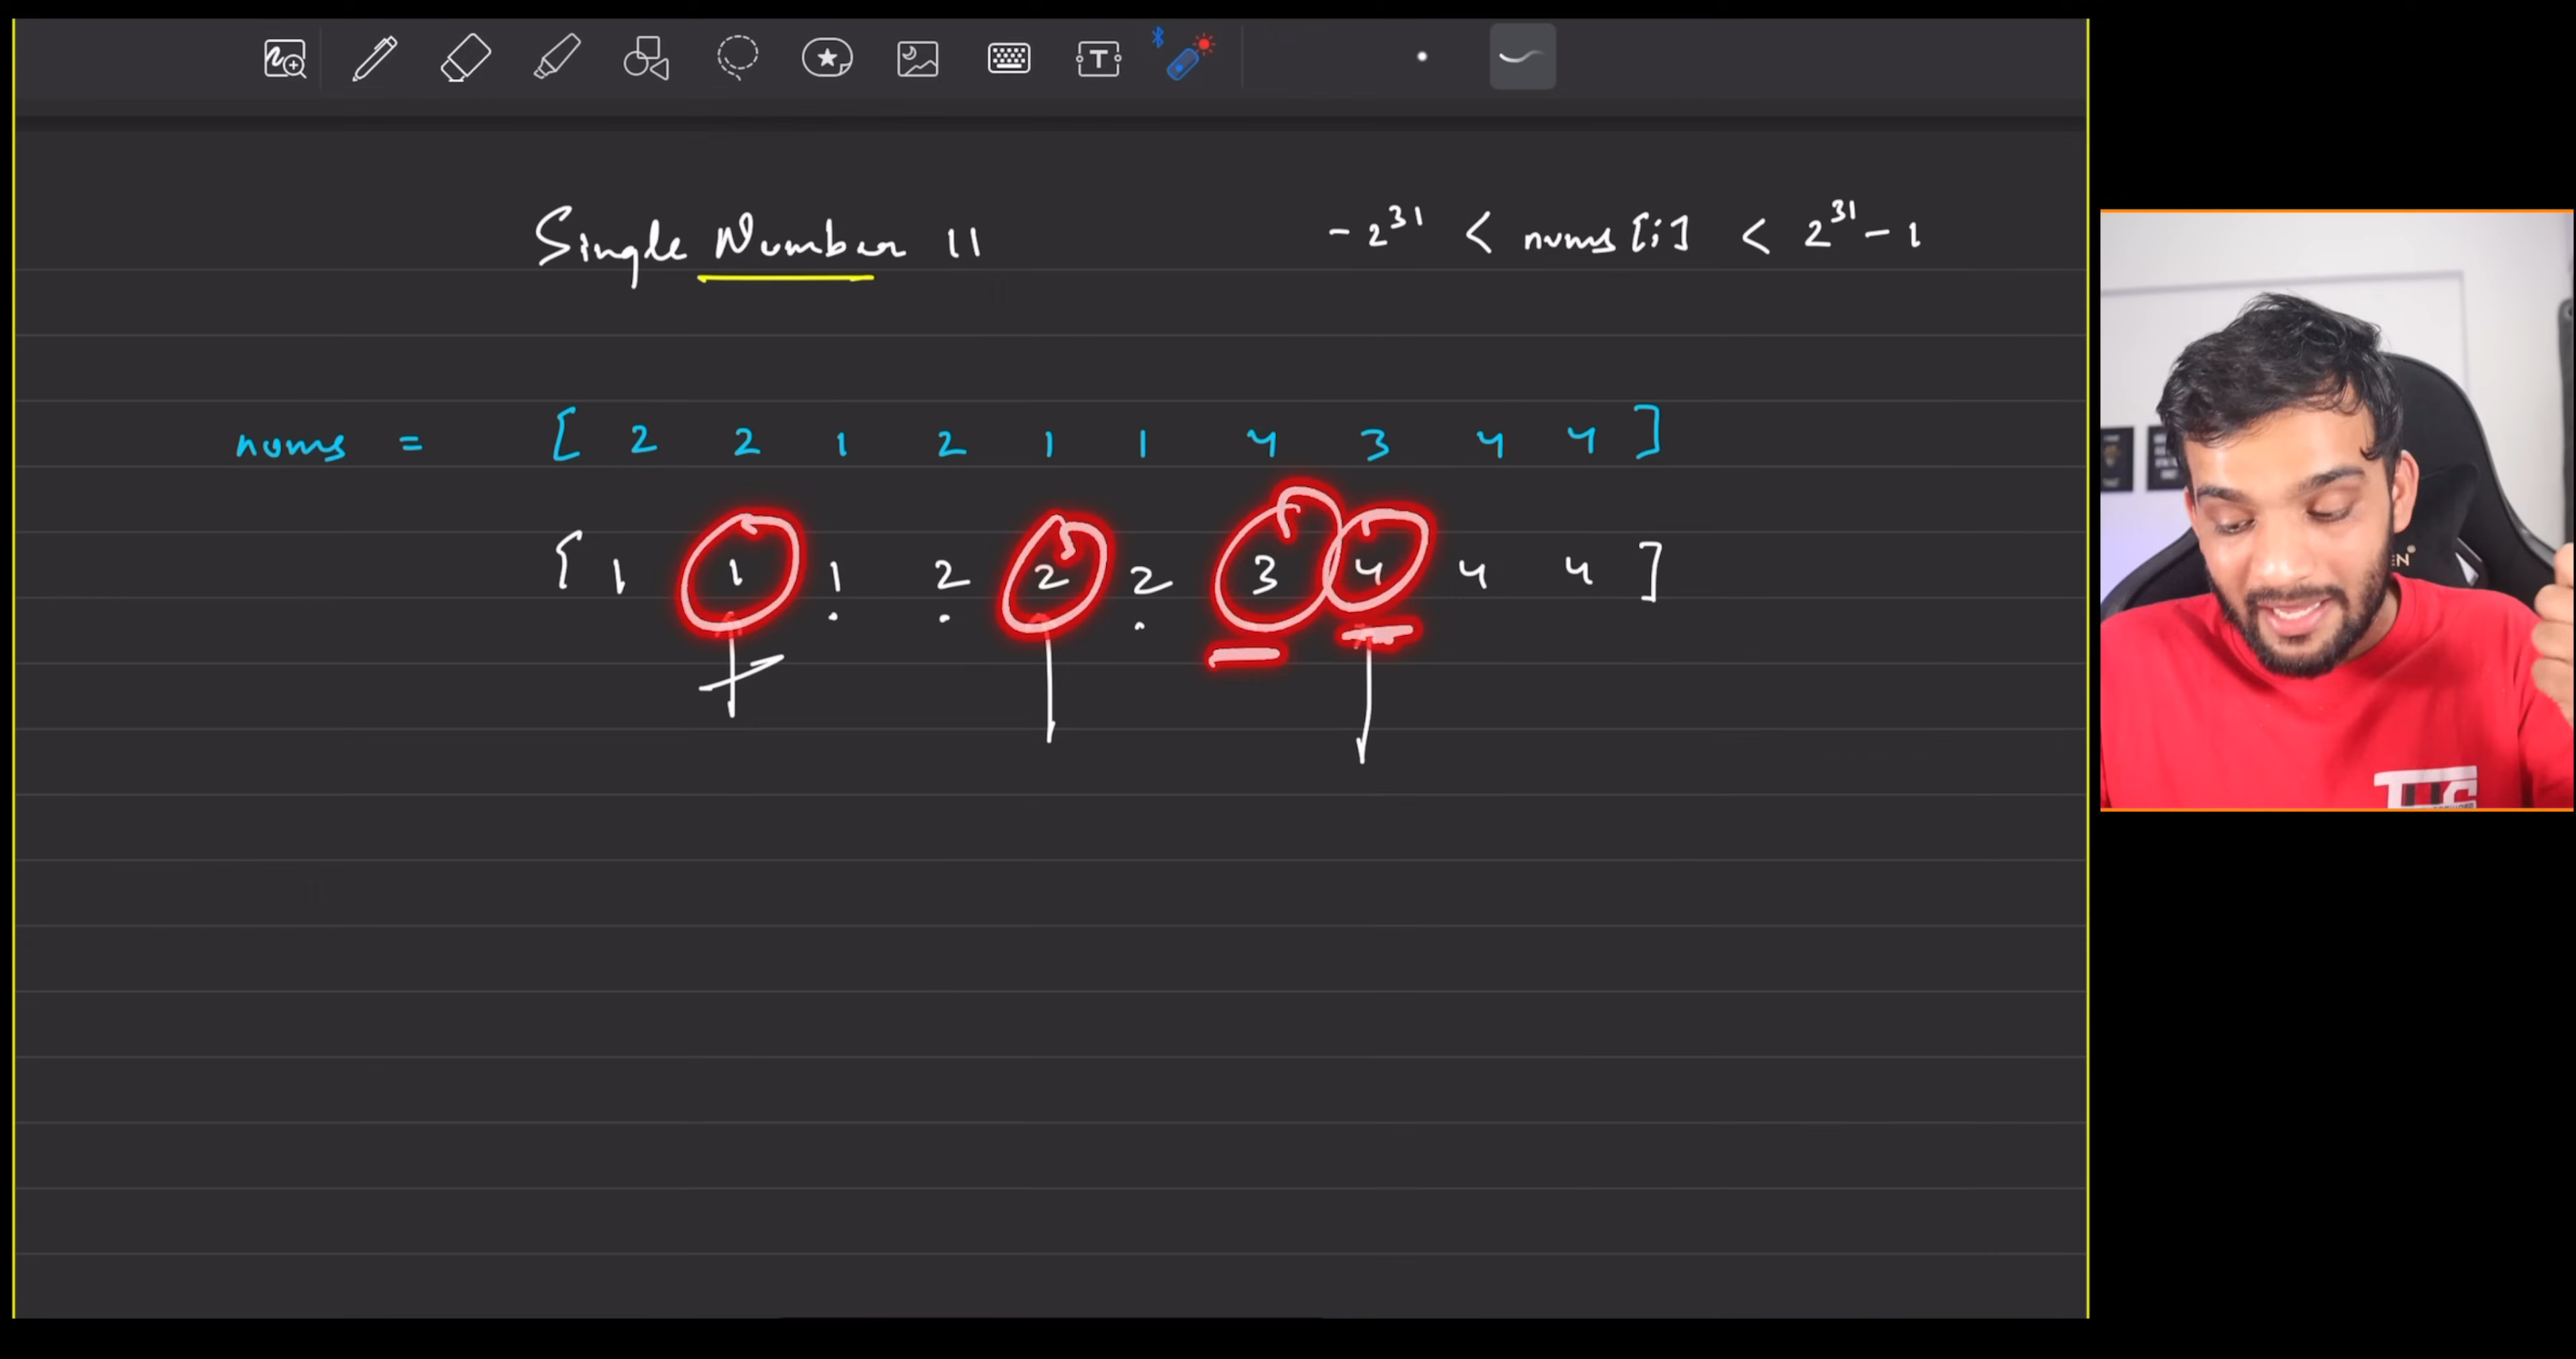 Single Number II
-2^31 < nums[i] < 2^31 - 1
nums = [ 2 2 1 2 1 1 4 3 4 4 ]
[ 1 1 1 2 2 2 3 4 4 4 ]
T